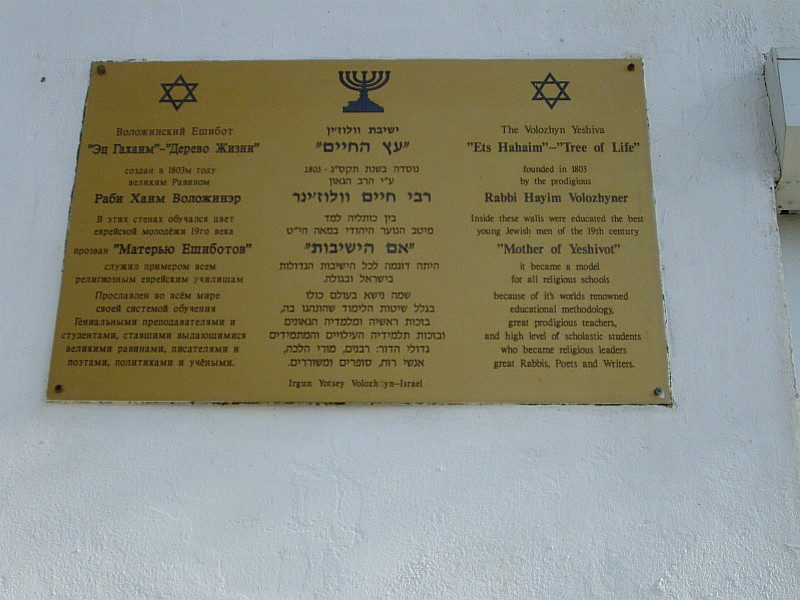 Воложинский Ешибот
"Эц Гахаим"-"Дерево Жизни"
создан в 1803м году
великим Равином
Раби Хаим Воложинэр
В этих стенах обучался цвет
еврейской молодёжи 19го века
прозван "Матерью Ешиботов"
служил примером всем
религиозным еврейским училищам
Прославлен во всём мире
своей системой обучения
Гениальными преподавателями и
студентами, ставшими выдающимися
великими равинами, писателями и
поэтами, политиками и учёными.
ישיבת וולוז'ין
"עץ החיים"
נוסדה בשנת תקס"ג - 1803
ע"י הרב הגאון
רבי חיים וולוז'ינר
בין כותליה למד
מיטב הנוער היהודי במאה הי"ט
"אם הישיבות"
היתה דוגמה לכל הישיבות הגדולות
בישראל ובגולה.
שמה נישא בעולם כולו
בגלל שיטות הלימוד שהונהגו בה,
בזכות ראשיה ומלמדיה הגאונים
ובזכות תלמידיה העילויים והמתמידים
גדולי הדור: רבנים, מורי הלכה,
אנשי רוח, סופרים ומשוררים.
The Volozhyn Yeshiva
"Ets Hahaim"-"Tree of Life"
founded in 1803
by the prodigious
Rabbi Hayim Volozhyner
Inside these walls were educated the best
young Jewish men of the 19th century
"Mother of Yeshivot"
it became a model
for all religious schools
because of it's worlds renowned
educational methodology,
great prodigious teachers,
and high level of scholastic students
who became religious leaders
great Rabbis, Poets and Writers.
Irgun Yotsey Volozhyn-Israel